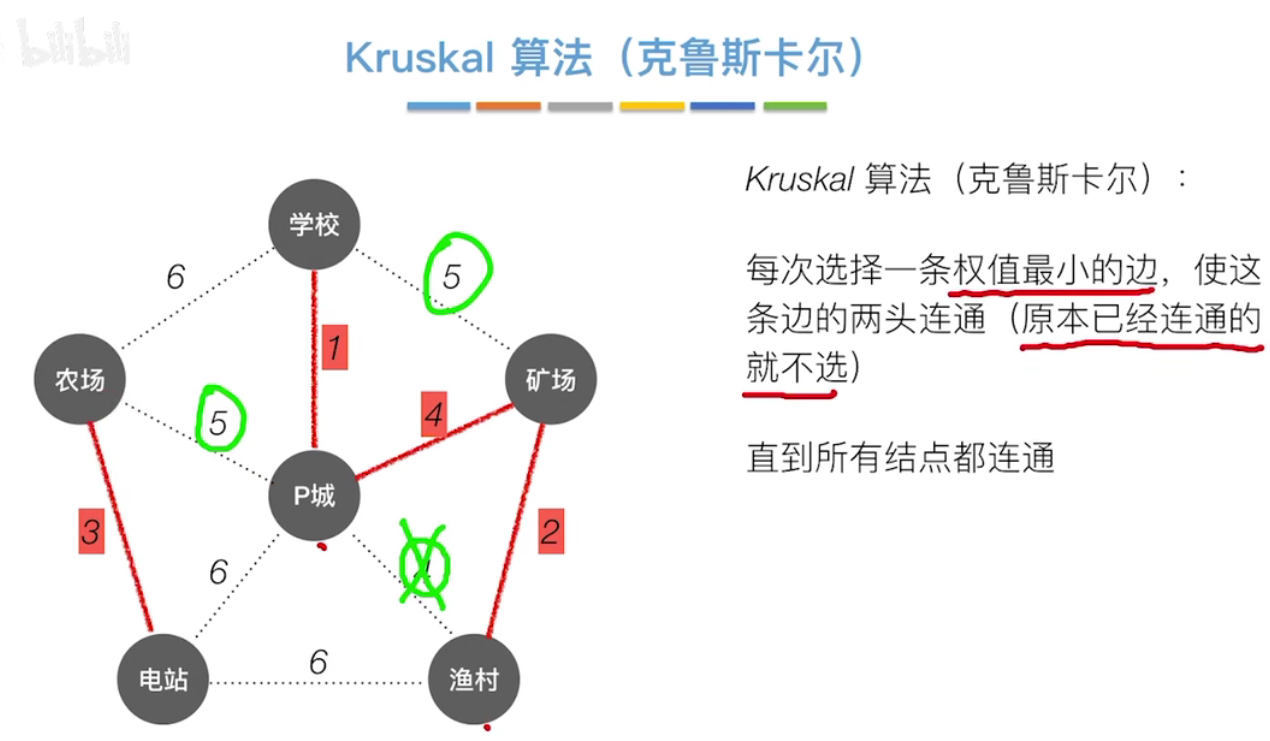 bilibili
Kruskal 算法（克鲁斯卡尔）
Kruskal 算法（克鲁斯卡尔）：
每次选择一条权值最小的边，使这
条边的两头连通（原本已经连通的
就不选）
直到所有结点都连通
学校
6
5
1
农场
矿场
5
4
P城
3
2
6
电站
6
渔村